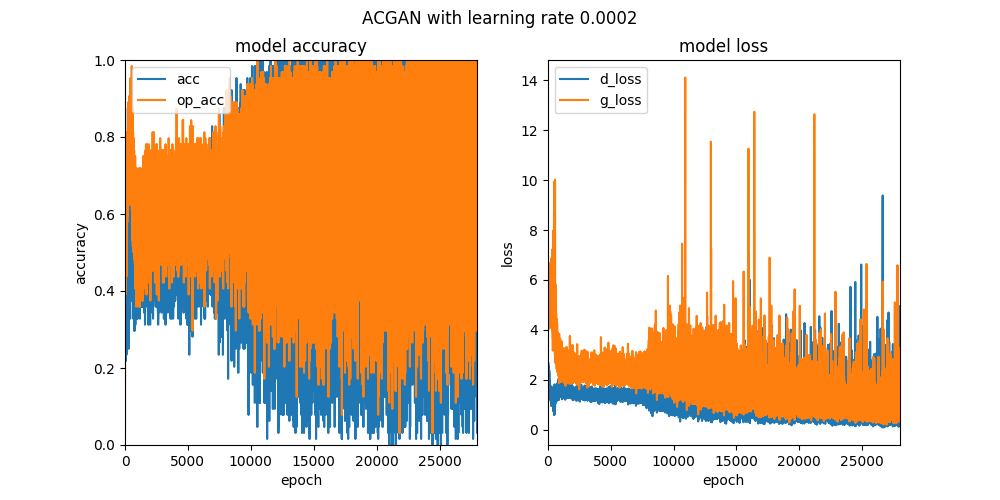 ACGAN with learning rate 0.0002
model accuracy
acc
op_acc
accuracy
1.0
0.8
0.6
0.4
0.2
0.0
0 5000 10000 15000 20000 25000
epoch
model loss
d_loss
g_loss
loss
14
12
10
8
6
4
2
0
0 5000 10000 15000 20000 25000
epoch